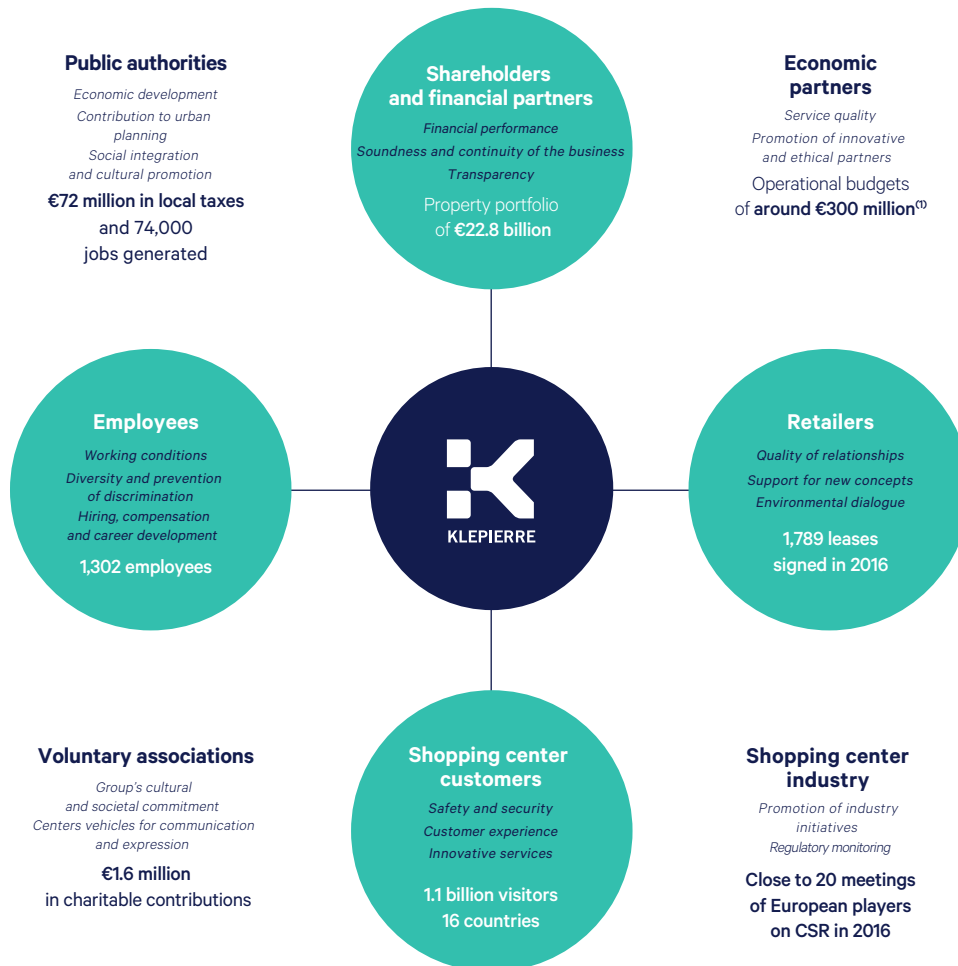 Public authorities
Economic development
Contribution to urban
planning
Social integration
and cultural promotion
€72 million in local taxes
and 74,000
jobs generated
Shareholders
and financial partners
Financial performance
Soundness and continuity of the business
Transparency
Property portfolio
of €22.8 billion
Economic
partners
Service quality
Promotion of innovative
and ethical partners
Operational budgets
of around €300 million(1)
Employees
Working conditions
Diversity and prevention
of discrimination
Hiring, compensation
and career development
1,302 employees
KLEPIERRE
Retailers
Quality of relationships
Support for new concepts
Environmental dialogue
1,789 leases
signed in 2016
Voluntary associations
Group's cultural
and societal commitment
Centers vehicles for communication
and expression
€1.6 million
in charitable contributions
Shopping center
customers
Safety and security
Customer experience
Innovative services
1.1 billion visitors
16 countries
Shopping center
industry
Promotion of industry
initiatives
Regulatory monitoring
Close to 20 meetings
of European players
on CSR in 2016